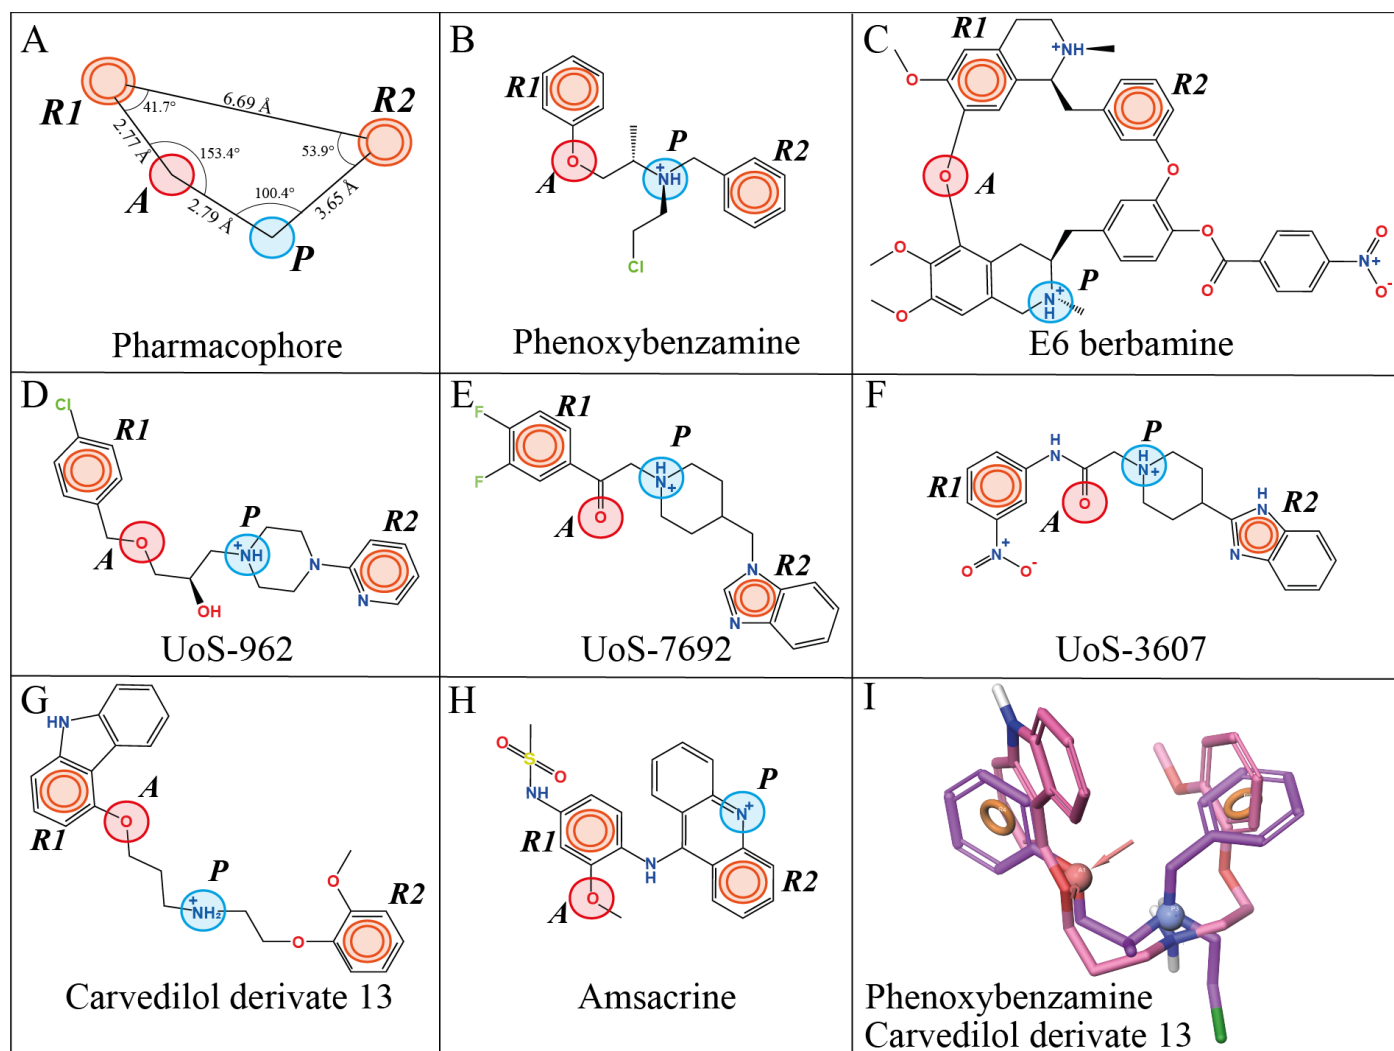 A
R1
R2
6.69 Å
41.7°
53.9°
2.77 Å
153.4°
100.4°
A
2.79 Å
3.65 Å
P
Pharmacophore
B
R1
P
R2
A
O
+
NH
Cl
Phenoxybenzamine
C
R1
+
NH
O
R2
O
A
O
O
O
P
O
O
N+
O
O-
N+
H
E6 berbamine
D
Cl
R1
A
O
P
+
NH
N
R2
N
OH
UoS-962
E
F
F
R1
P
H
N+
O
A
N
R2
N
UoS-7692
F
H
N
P
H
N+
R1
O
A
H
N
R2
N
N+
O
O-
UoS-3607
G
HN
A
O
R1
P
+
NH2
O
R2
O
Carvedilol derivate 13
H
O
S
O
NH
P
N+
R1
N
H
R2
O
A
Amsacrine
I
Phenoxybenzamine
Carvedilol derivate 13